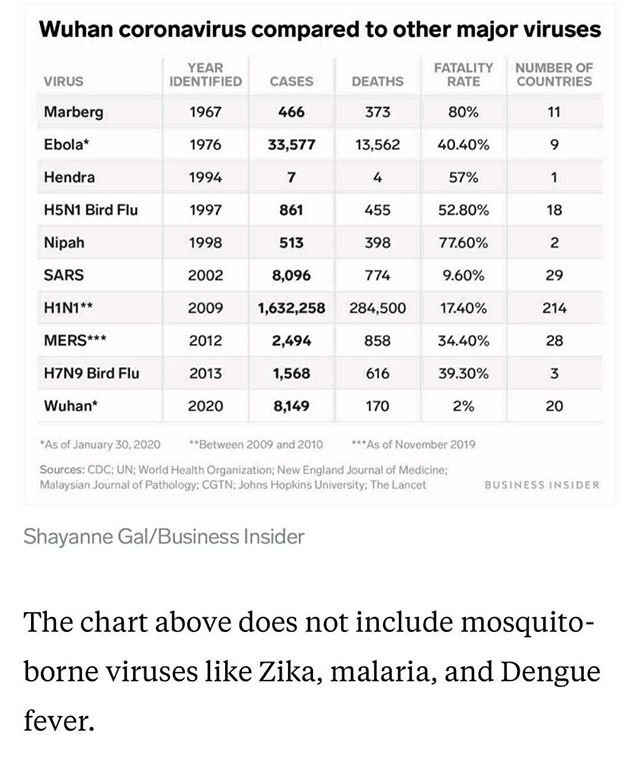 Wuhan coronavirus compared to other major viruses
VIRUS YEAR IDENTIFIED CASES DEATHS FATALITY RATE NUMBER OF COUNTRIES
Marberg 1967 466 373 80% 11
Ebola* 1976 33,577 13,562 40.40% 9
Hendra 1994 7 4 57% 1
H5N1 Bird Flu 1997 861 455 52.80% 18
Nipah 1998 513 398 77.60% 2
SARS 2002 8,096 774 9.60% 29
H1N1** 2009 1,632,258 284,500 17.40% 214
MERS*** 2012 2,494 858 34.40% 28
H7N9 Bird Flu 2013 1,568 616 39.30% 3
Wuhan* 2020 8,149 170 2% 20
*As of January 30, 2020 **Between 2009 and 2010 ***As of November 2019
Sources: CDC; UN; World Health Organization; New England Journal of Medicine;
Malaysian Journal of Pathology; CGTN; Johns Hopkins University; The Lancet BUSINESS INSIDER
Shayanne Gal/Business Insider
The chart above does not include mosquito-
borne viruses like Zika, malaria, and Dengue
fever.